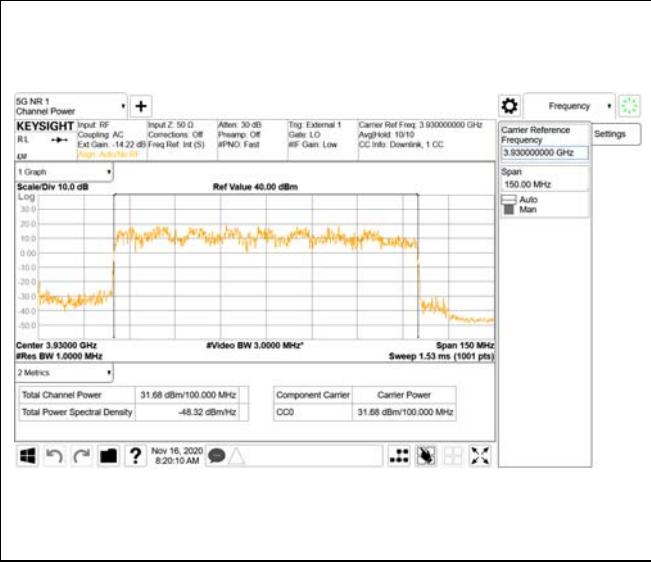 5G NR 1
Channel Power
Frequency
KEYSIGHT
RL
Input: RF
Coupling: AC
Ext Gain: -14.22 dB
Align: Auto/No RF
Input Z: 50 Ω
Corrections: Off
Freq Ref: Int (S)
Atten: 30 dB
Preamp: Off
#PNO: Fast
Trig: External 1
Gate: LO
#IF Gain: Low
Carrier Ref Freq: 3.930000000 GHz
Avg|Hold: 10/10
CC Info: Downlink, 1 CC
Carrier Reference
Frequency
3.930000000 GHz
Settings
Span
150.00 MHz
Auto
Man
1 Graph
Scale/Div 10.0 dB
Ref Value 40.00 dBm
Log
30.0
20.0
10.0
0.00
-10.0
-20.0
-30.0
-40.0
-50.0
Center 3.93000 GHz
#Video BW 3.0000 MHz*
Span 150 MHz
#Res BW 1.0000 MHz
Sweep 1.53 ms (1001 pts)
2 Metrics
Total Channel Power 31.68 dBm/100.000 MHz
Total Power Spectral Density -48.32 dBm/Hz
Component Carrier Carrier Power
CC0 31.68 dBm/100.000 MHz
?
Nov 16, 2020
8:20:10 AM